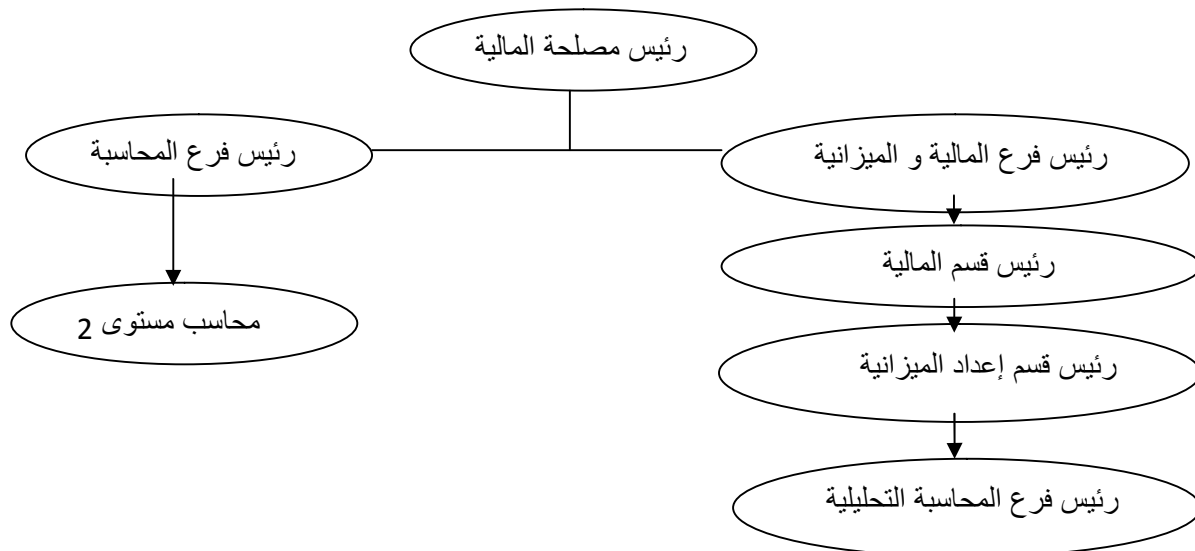 رئيس مصلحة المالية
رئيس فرع المالية و الميزانية
رئيس فرع المحاسبة
رئيس قسم المالية
محاسب مستوى 2
رئيس قسم إعداد الميزانية
رئيس فرع المحاسبة التحليلية